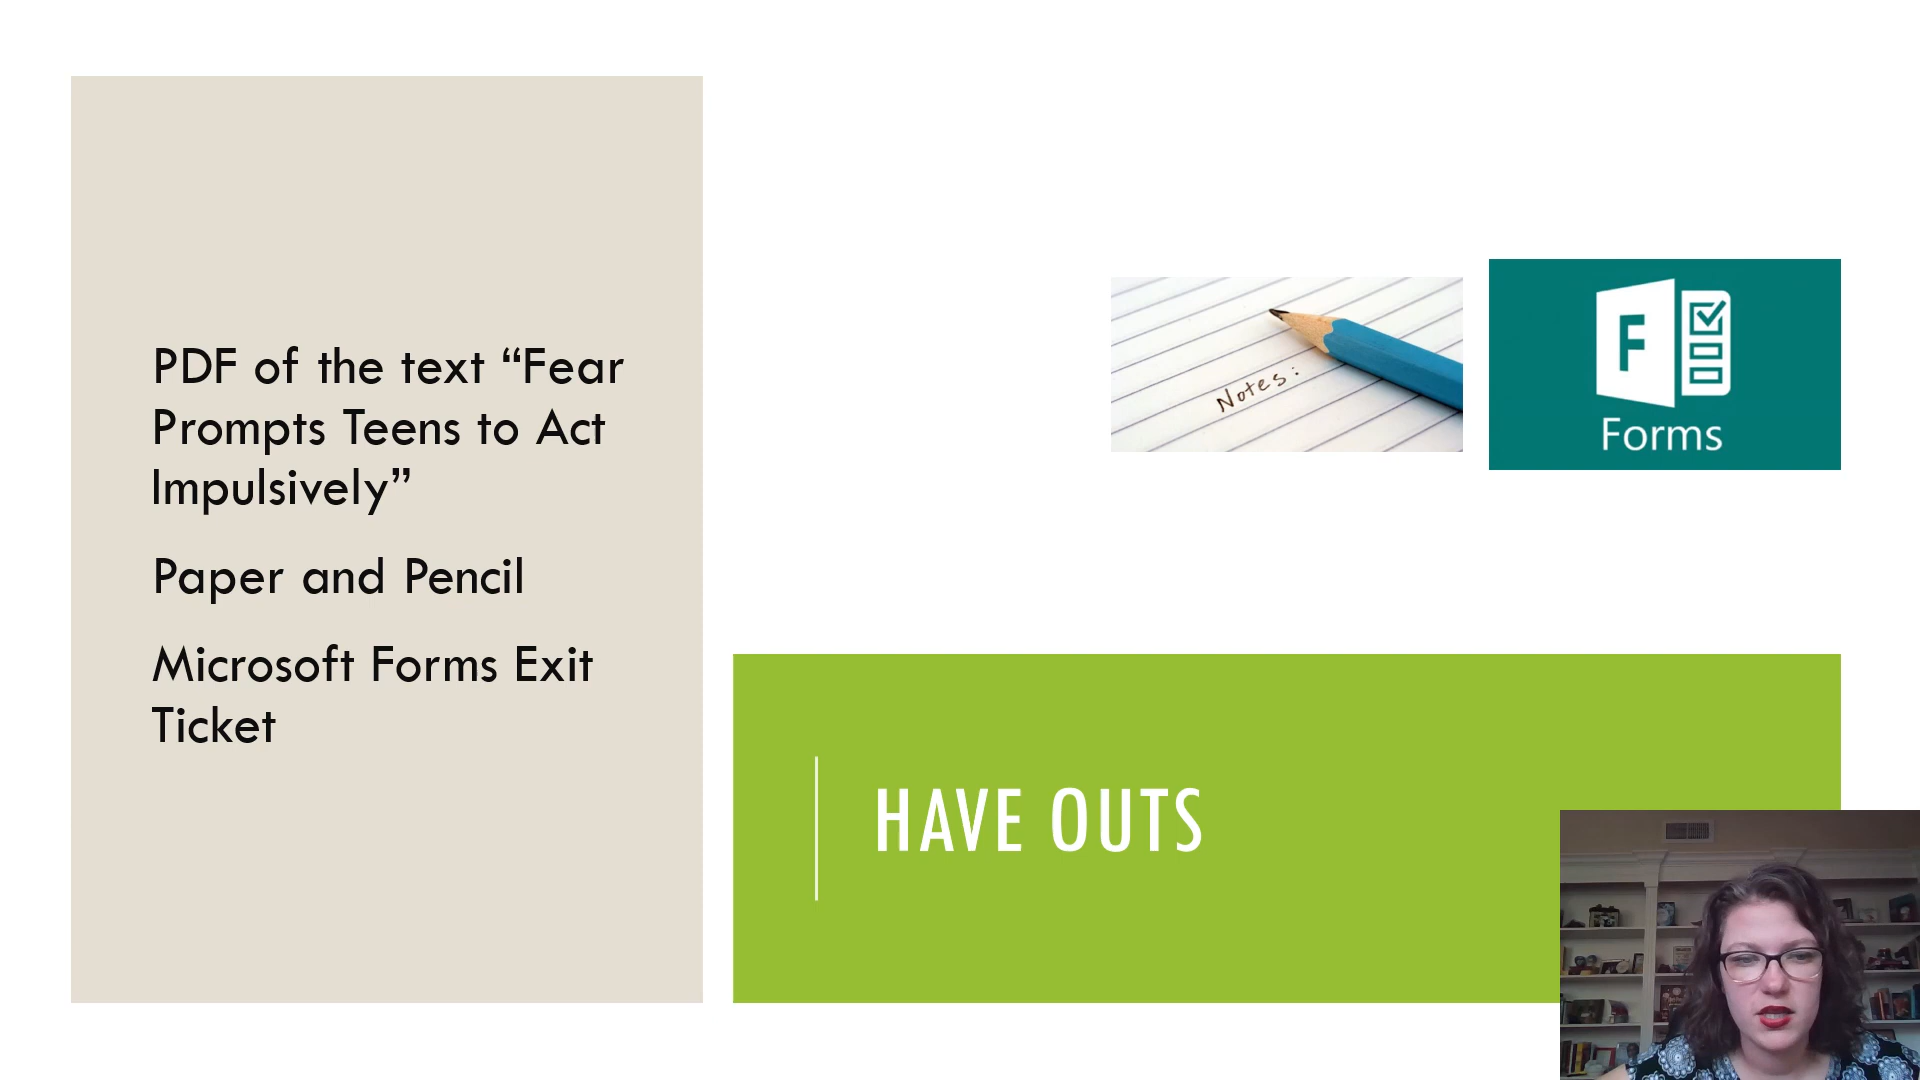 PDF of the text “Fear
Prompts Teens to Act
Impulsively”
Paper and Pencil
Microsoft Forms Exit
Ticket
Notes:
F
Forms
HAVE OUTS